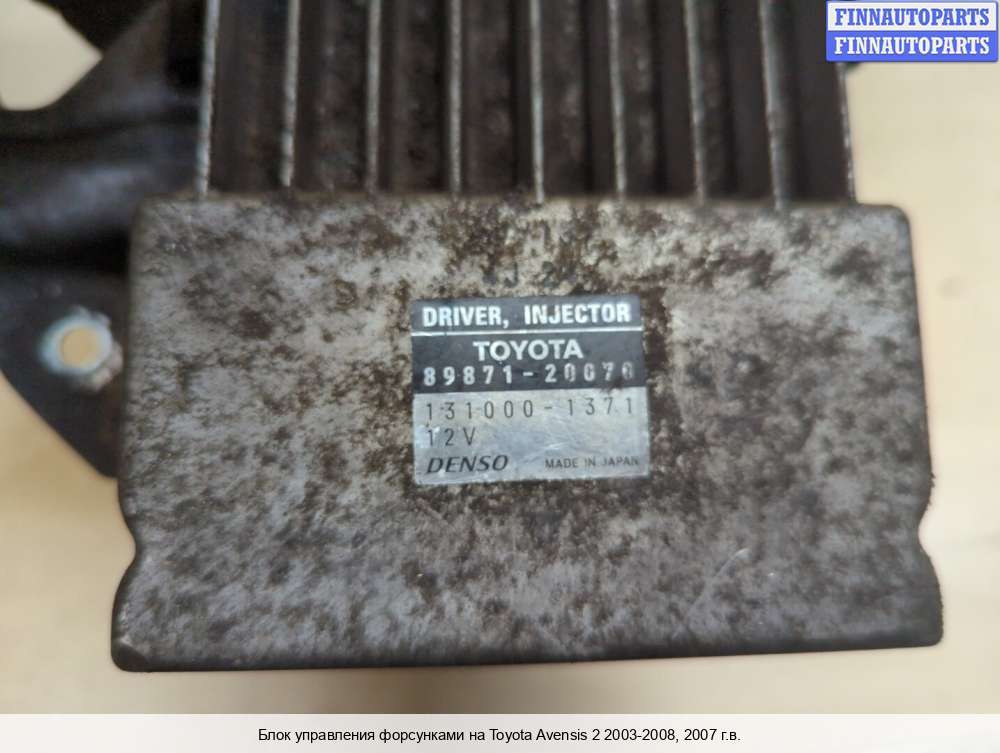 FINNAUTOPARTS
FINNAUTOPARTS
DRIVER, INJECTOR
TOYOTA
89871-20070
131000-1371
12V
DENSO MADE IN JAPAN
Блок управления форсунками на Toyota Avensis 2 2003-2008, 2007 г.в.